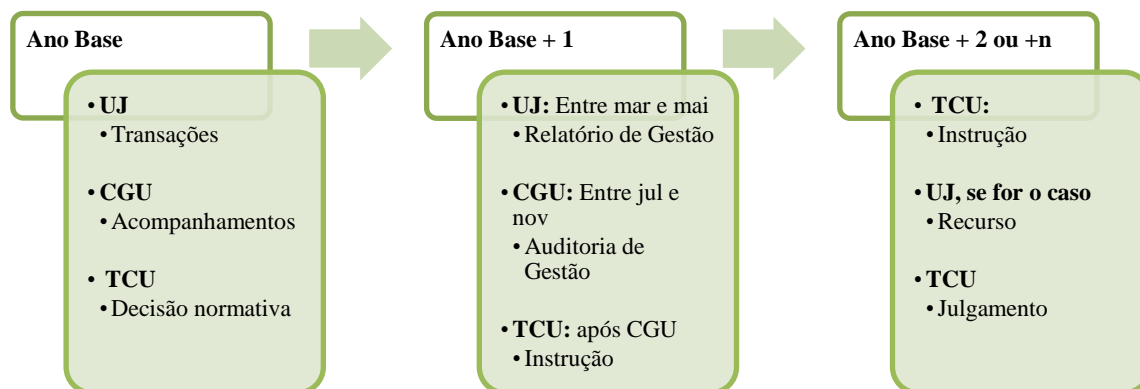 Ano Base
• UJ
• Transações
• CGU
• Acompanhamentos
• TCU
• Decisão normativa
Ano Base + 1
• UJ: Entre mar e mai
• Relatório de Gestão
• CGU: Entre jul e
nov
• Auditoria de
Gestão
• TCU: após CGU
• Instrução
Ano Base + 2 ou +n
• TCU:
• Instrução
• UJ, se for o caso
• Recurso
• TCU
• Julgamento